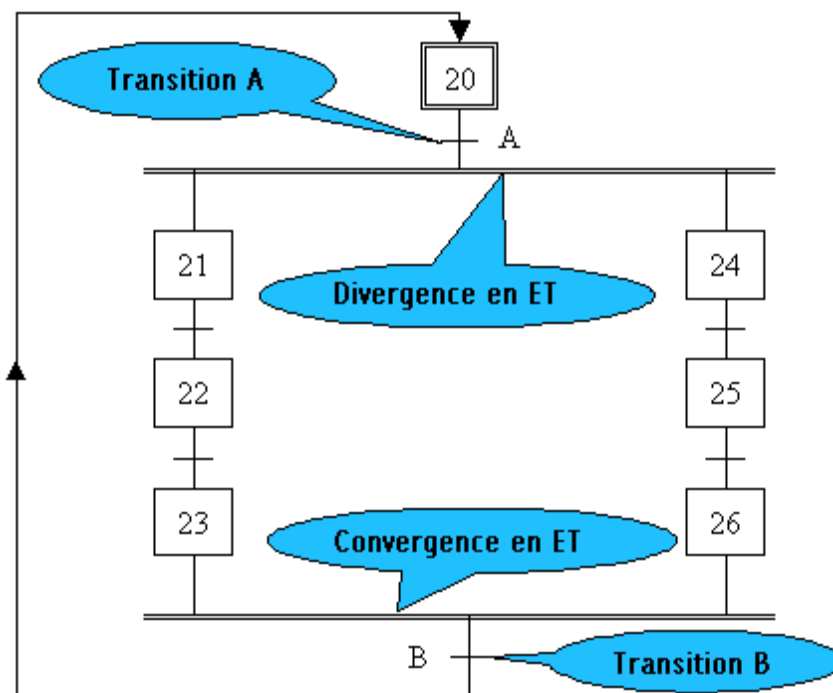 20
Transition A
A
21
24
Divergence en ET
22
25
23
26
Convergence en ET
B
Transition B